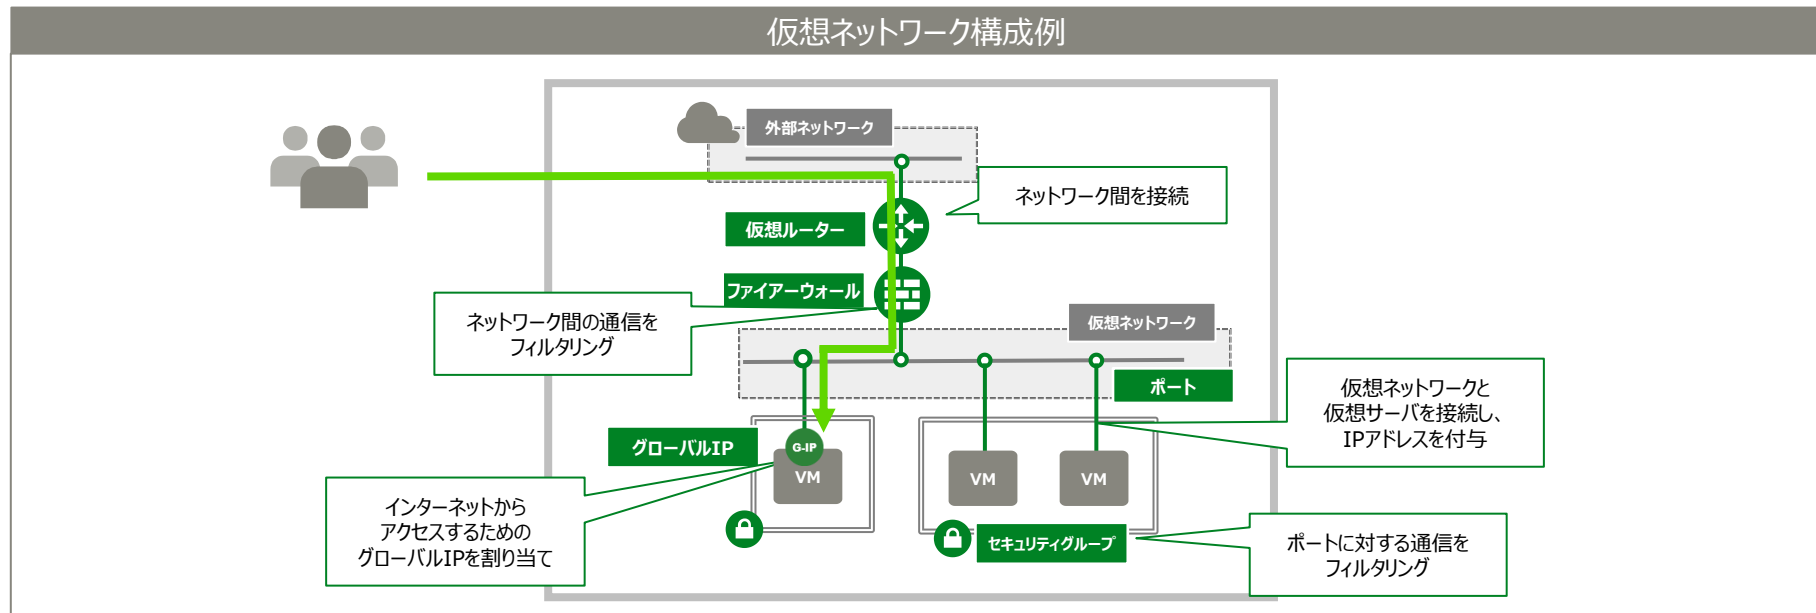 仮想ネットワーク構成例
外部ネットワーク
ネットワーク間を接続
仮想ルーター
ファイアーウォール
ネットワーク間の通信を
フィルタリング
仮想ネットワーク
ポート
仮想ネットワークと
仮想サーバを接続し、
IPアドレスを付与
グローバルIP
G-IP
VM
VM
VM
インターネットから
アクセスするための
グローバルIPを割り当て
セキュリティグループ
ポートに対する通信を
フィルタリング